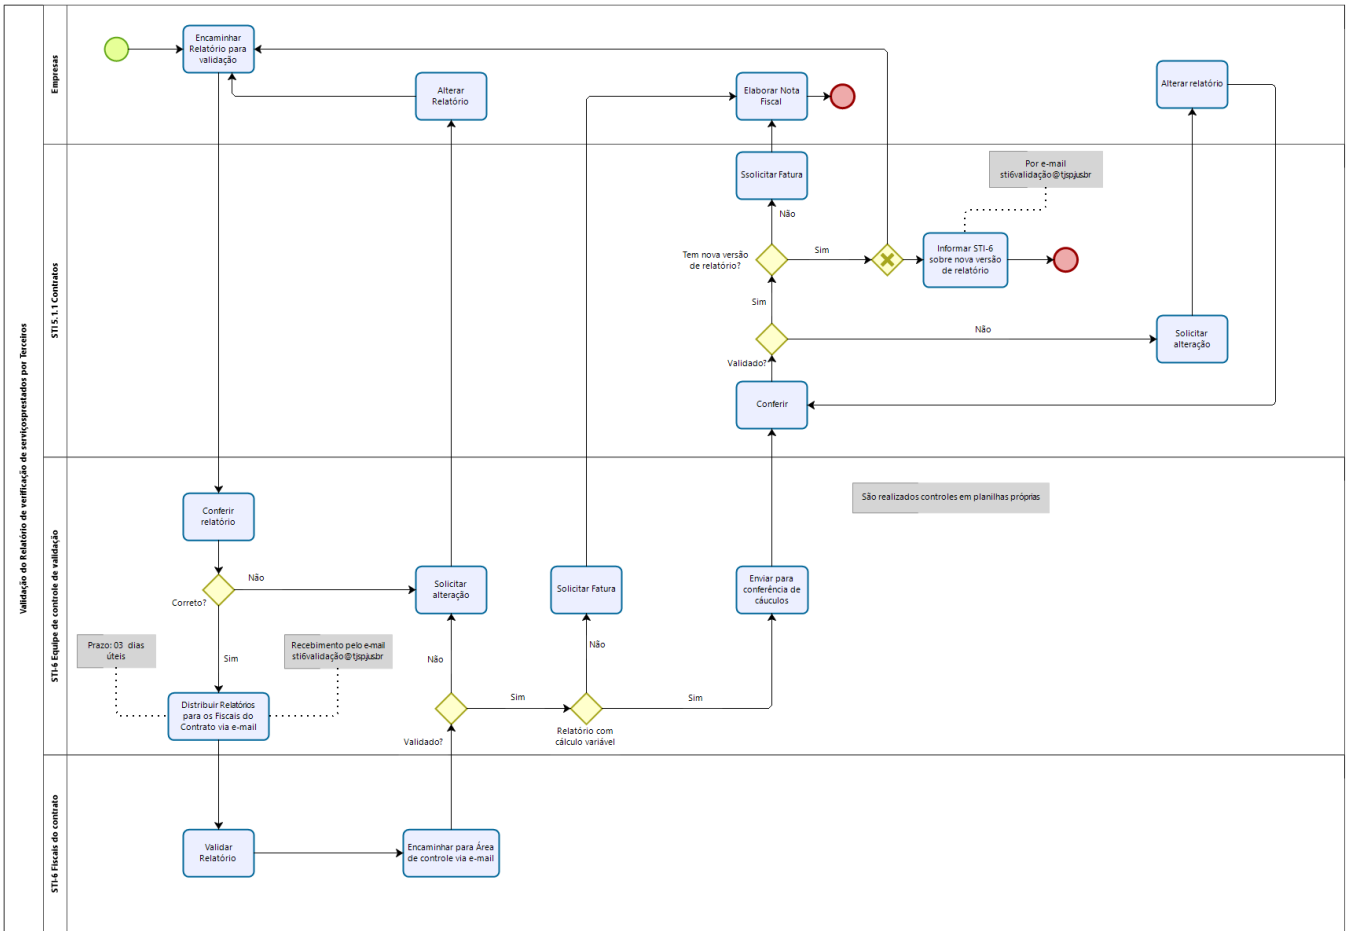 Validação do Relatório de verificação de serviçosprestados por Terceiros
Empresas
Encaminhar
Relatório para
validação
Alterar
Relatório
Elaborar Nota
Fiscal
Alterar relatório
STI 5.1.1 Contratos
Ssolicitar Fatura
Por e-mail
sti6validação@tjspjusbr
Não
Tem nova versão
de relatório?
Sim
Informar STI-6
sobre nova versão
de relatório
Sim
Não
Validado?
Solicitar
alteração
Conferir
STI-6 Equipe de controle de validação
São realizados controles em planilhas próprias
Conferir
relatório
Não
Correto?
Solicitar
alteração
Solicitar Fatura
Enviar para
conferência de
cáuculos
Prazo: 03 dias
úteis
Sim
Recebimento pelo e-mail
sti6validação@tjspjusbr
Não
Não
Distribuir Relatórios
para os Fiscais do
Contrato via e-mail
Sim
Sim
Validado?
Relatório com
cálculo variável
STI-6 Fiscais do contrato
Validar
Relatório
Encaminhar para Área
de controle via e-mail